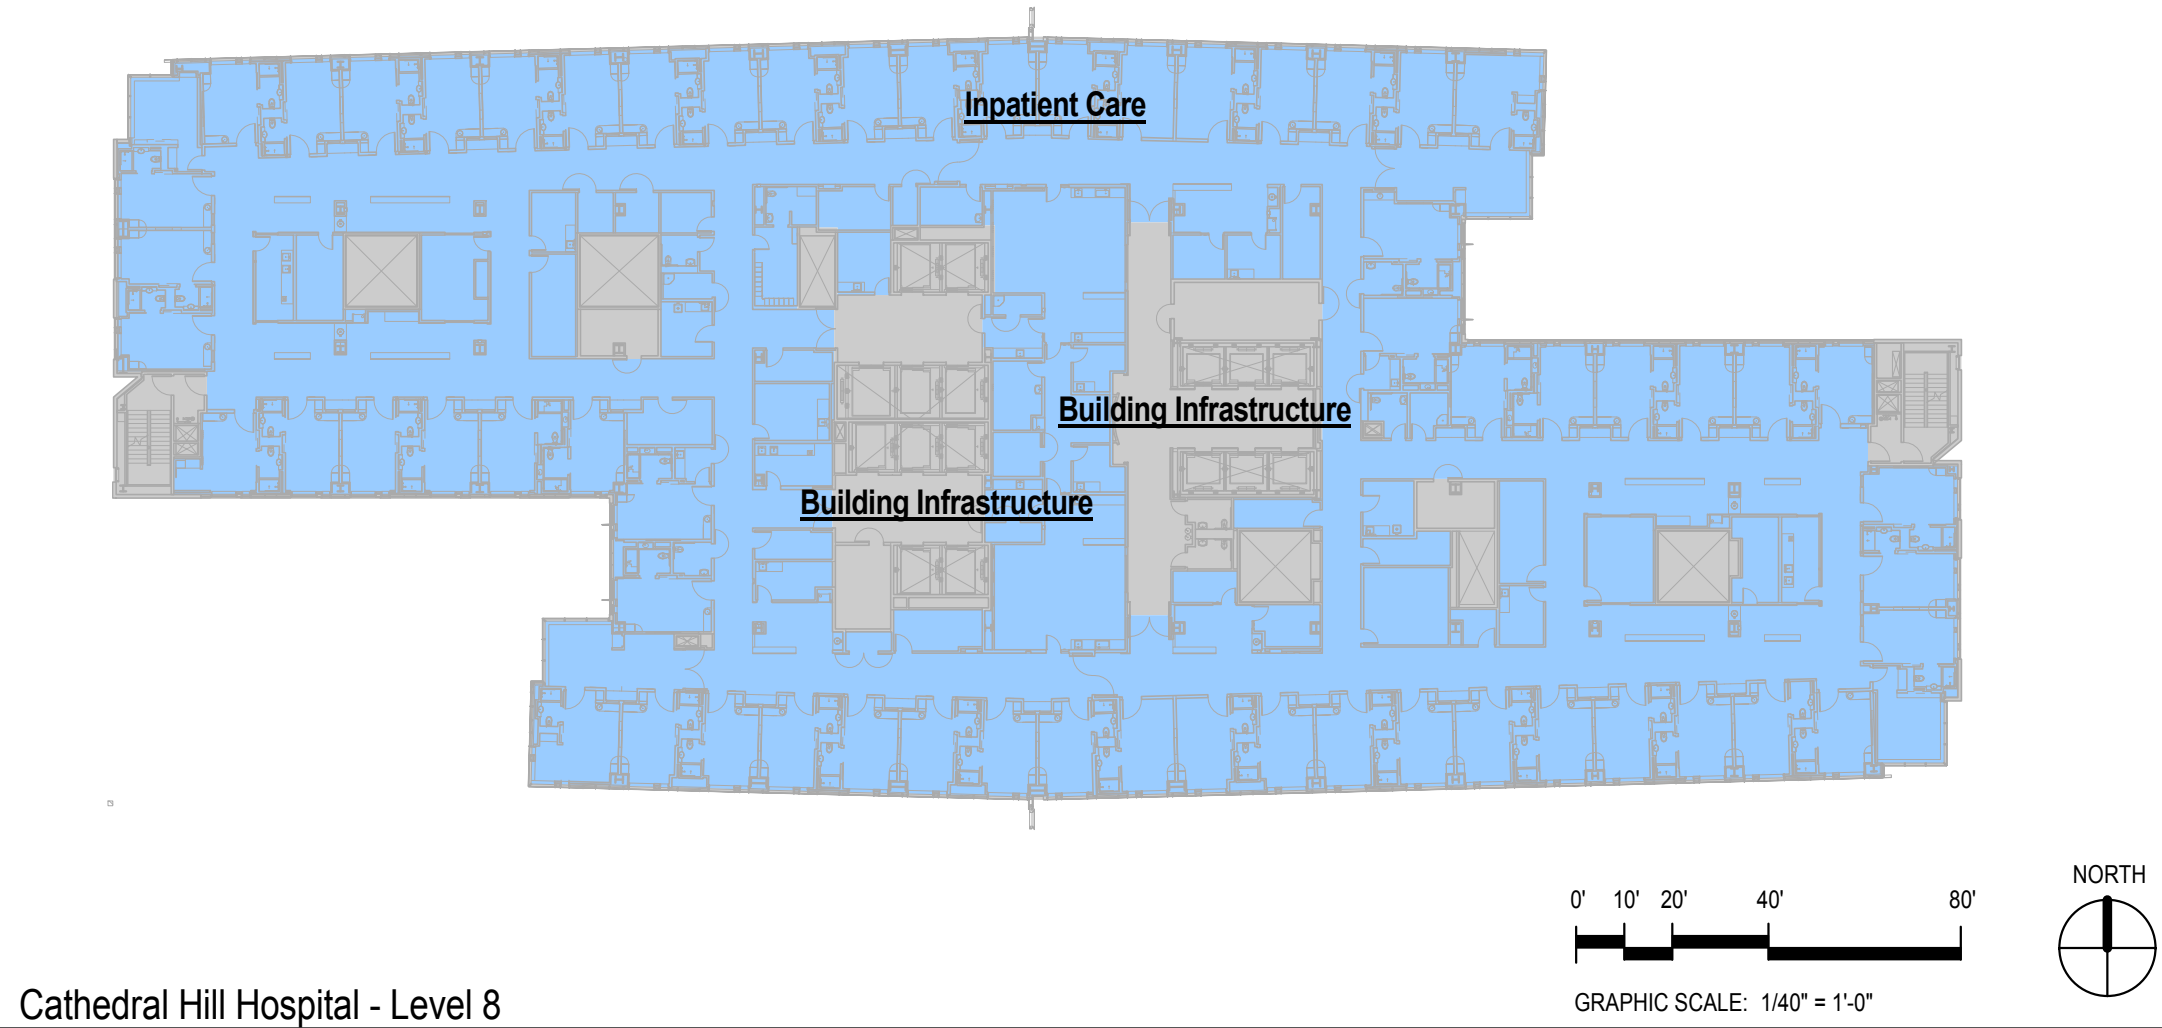 Inpatient Care
Building Infrastructure
Building Infrastructure
NORTH
0' 10' 20' 40' 80'
GRAPHIC SCALE: 1/40" = 1'-0"
Cathedral Hill Hospital - Level 8